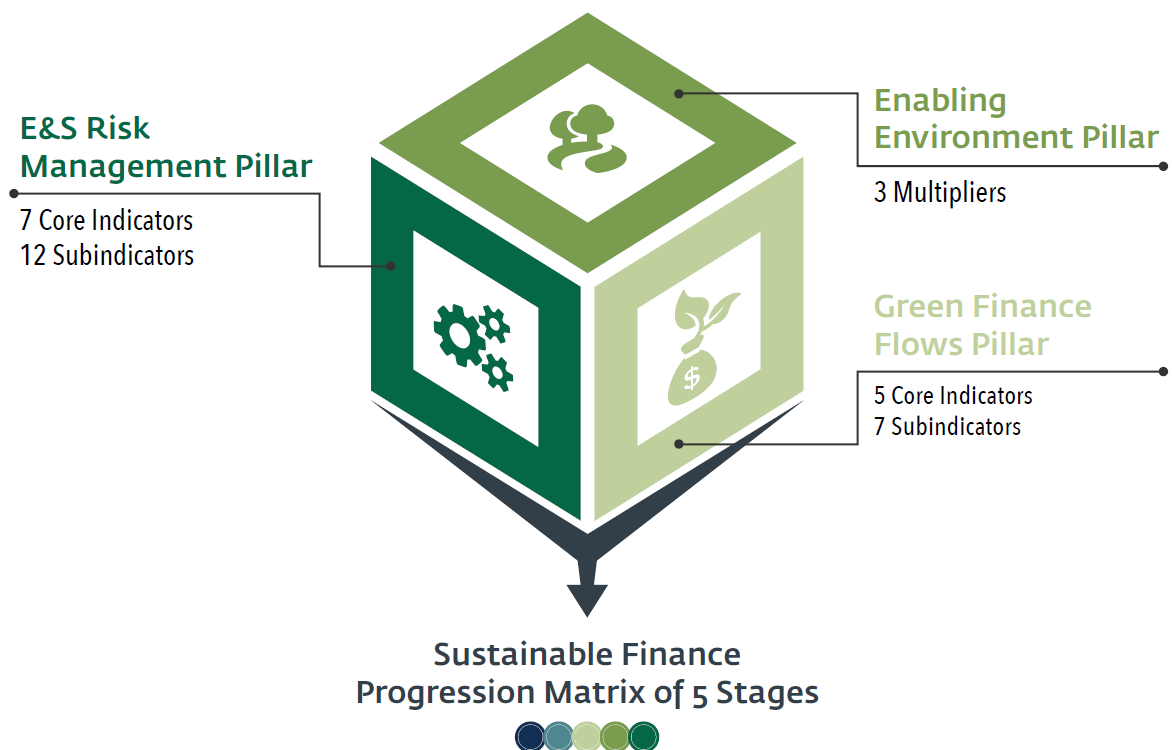 E&S Risk
Management Pillar
7 Core Indicators
12 Subindicators
Enabling
Environment Pillar
3 Multipliers
Green Finance
Flows Pillar
5 Core Indicators
7 Subindicators
$
Sustainable Finance
Progression Matrix of 5 Stages